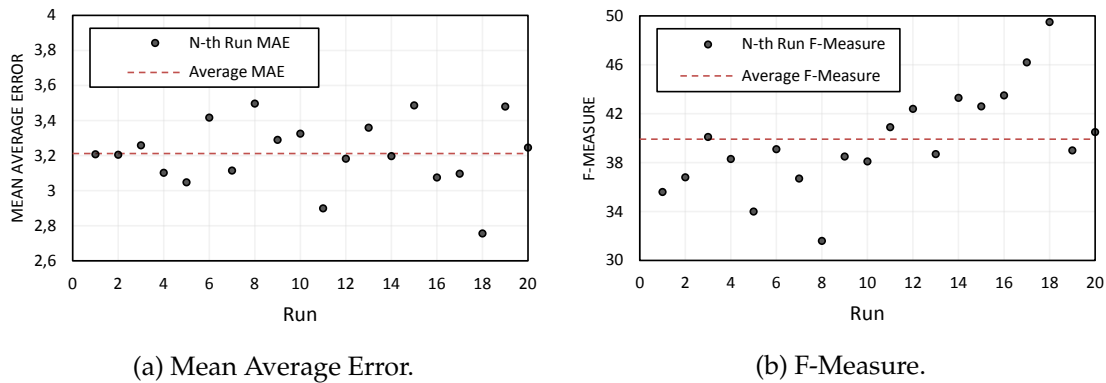 4
3,8
3,6
3,4
3,2
3
2,8
2,6
MEAN AVERAGE ERROR
N-th Run MAE
Average MAE
0 2 4 6 8 10 12 14 16 18 20
Run
(a) Mean Average Error.
50
46
42
38
34
30
F-MEASURE
N-th Run F-Measure
Average F-Measure
0 2 4 6 8 10 12 14 16 18 20
Run
(b) F-Measure.